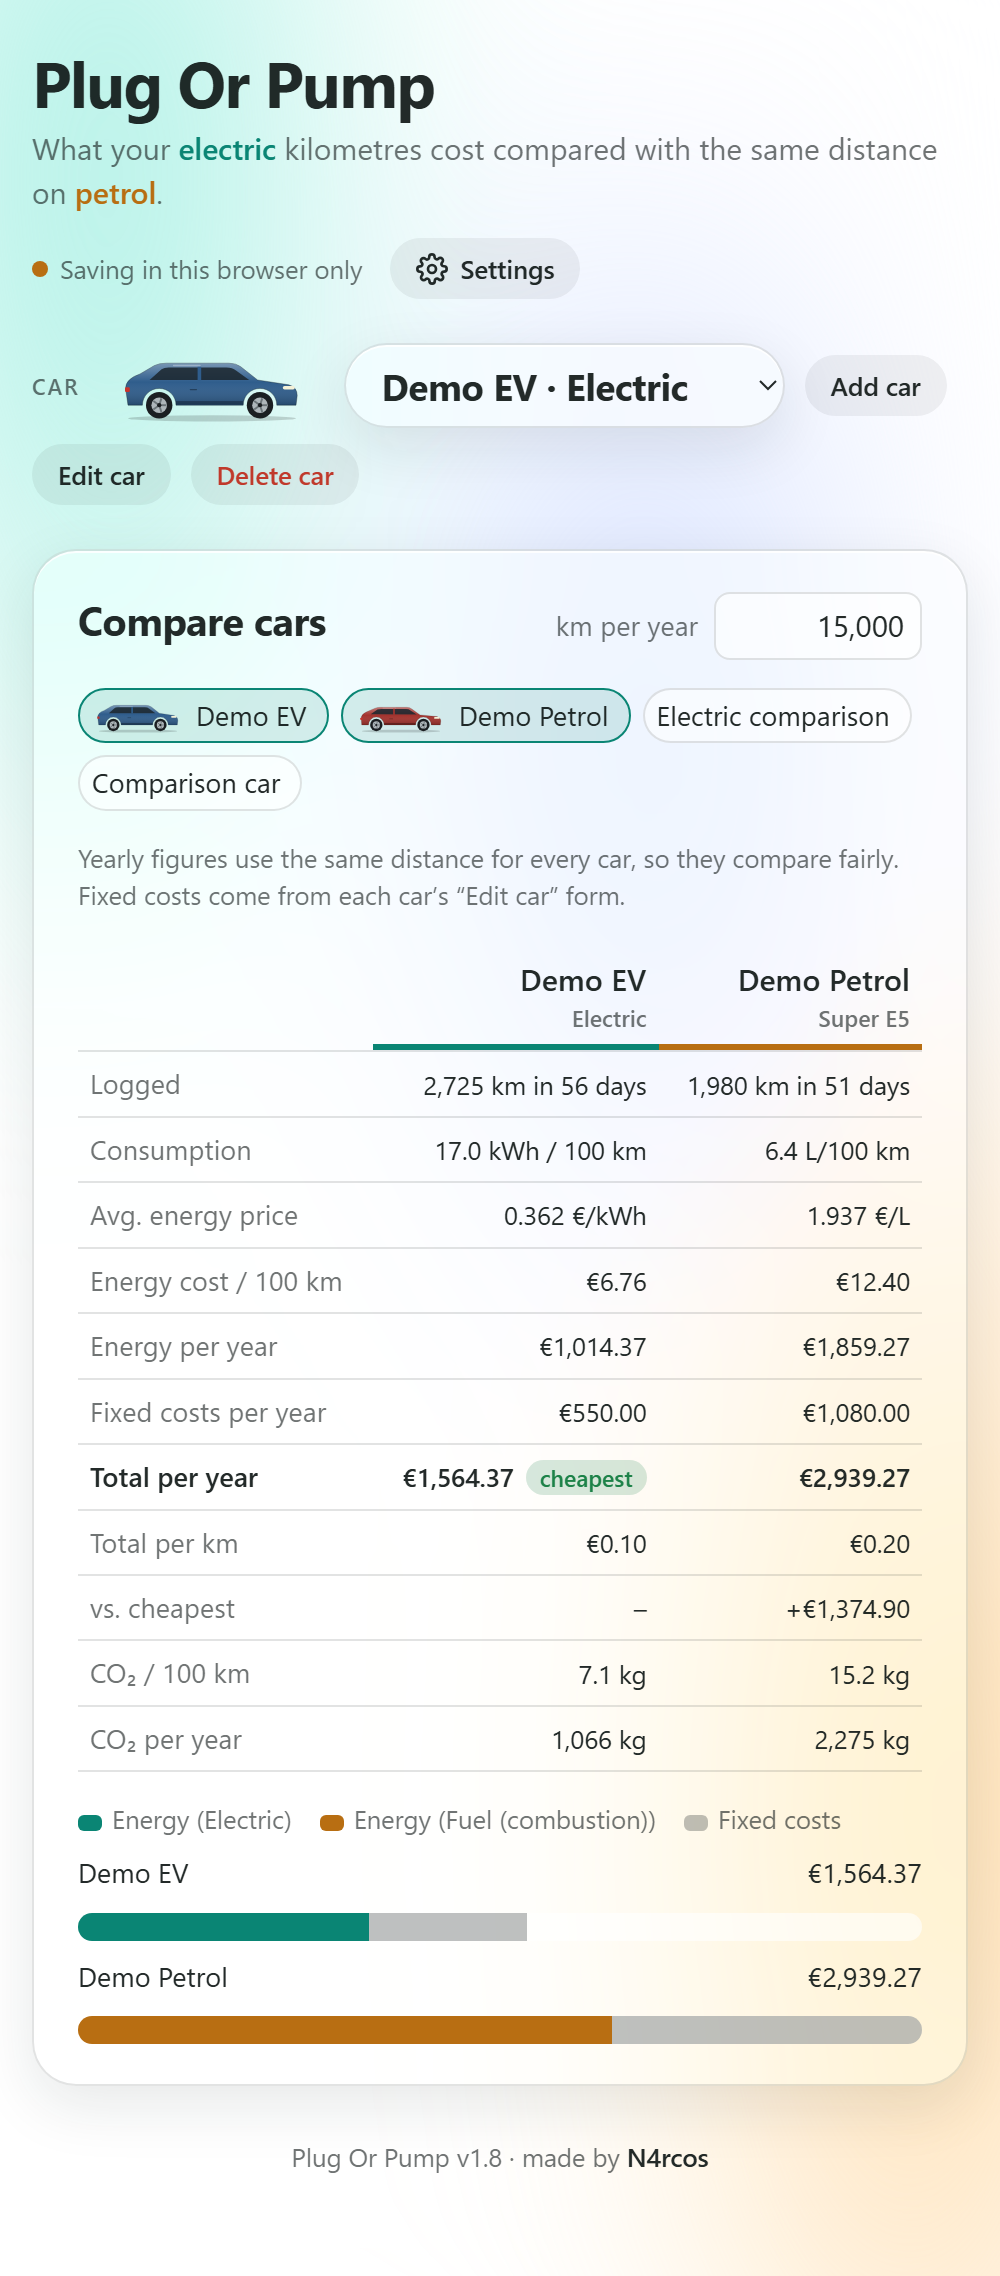 Plug Or Pump
What your electric kilometres cost compared with the same distance
on petrol.
Saving in this browser only Settings
CAR Demo EV · Electric Add car
Edit car Delete car
Compare cars km per year 15,000
Demo EV Demo Petrol Electric comparison
Comparison car
Yearly figures use the same distance for every car, so they compare fairly.
Fixed costs come from each car’s “Edit car” form.
Demo EV Demo Petrol
Electric Super E5
Logged 2,725 km in 56 days 1,980 km in 51 days
Consumption 17.0 kWh / 100 km 6.4 L/100 km
Avg. energy price 0.362 €/kWh 1.937 €/L
Energy cost / 100 km €6.76 €12.40
Energy per year €1,014.37 €1,859.27
Fixed costs per year €550.00 €1,080.00
Total per year €1,564.37 cheapest €2,939.27
Total per km €0.10 €0.20
vs. cheapest – +€1,374.90
CO₂ / 100 km 7.1 kg 15.2 kg
CO₂ per year 1,066 kg 2,275 kg
Energy (Electric) Energy (Fuel (combustion)) Fixed costs
Demo EV €1,564.37
Demo Petrol €2,939.27
Plug Or Pump v1.8 · made by N4rcos